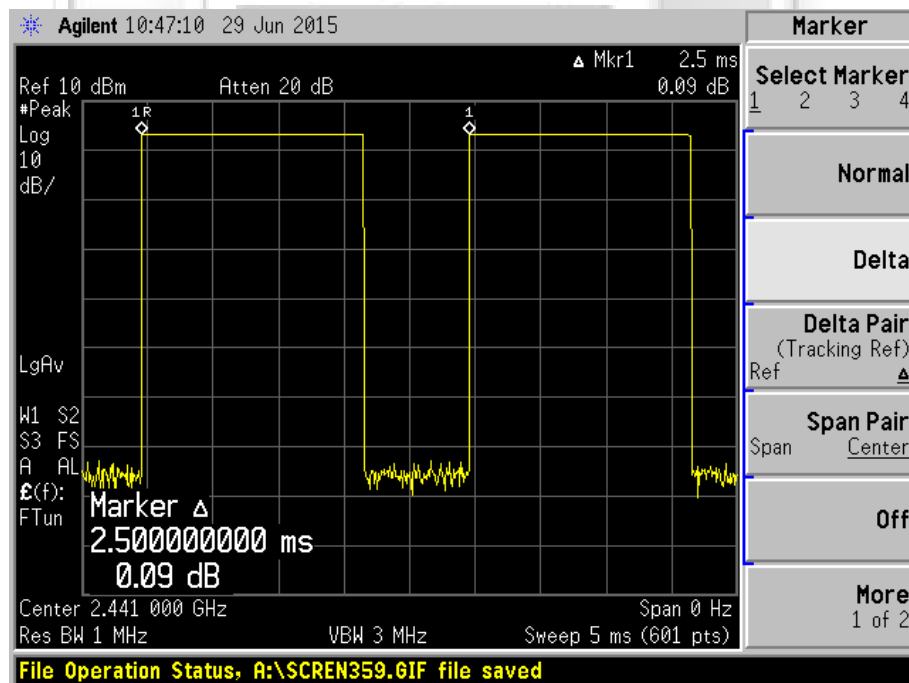 Agilent 10:47:10 29 Jun 2015
Marker
Δ Mkr1 2.5 ms
Ref 10 dBm Atten 20 dB 0.09 dB
Select Marker
1 2 3 4
#Peak
Log
10
dB/
1R
1
Normal
Delta
Delta Pair
(Tracking Ref)
Ref Δ
LgAv
W1 S2
S3 FS
A AL
£(f):
FTun
Span Pair
Span Center
Marker Δ
2.500000000 ms
0.09 dB
Off
Center 2.441 000 GHz Span 0 Hz
Res BW 1 MHz VBW 3 MHz Sweep 5 ms (601 pts)
More
1 of 2
File Operation Status, A:\SCREN359.GIF file saved